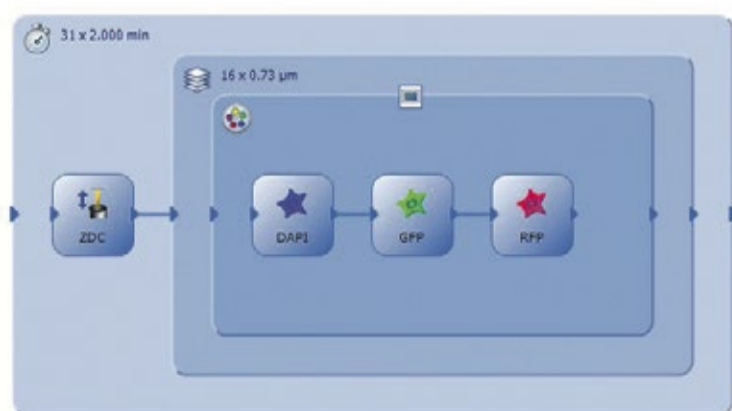 31 x 2.000 min
16 x 0.73 µm
ZDC
DAPI
GFP
RFP